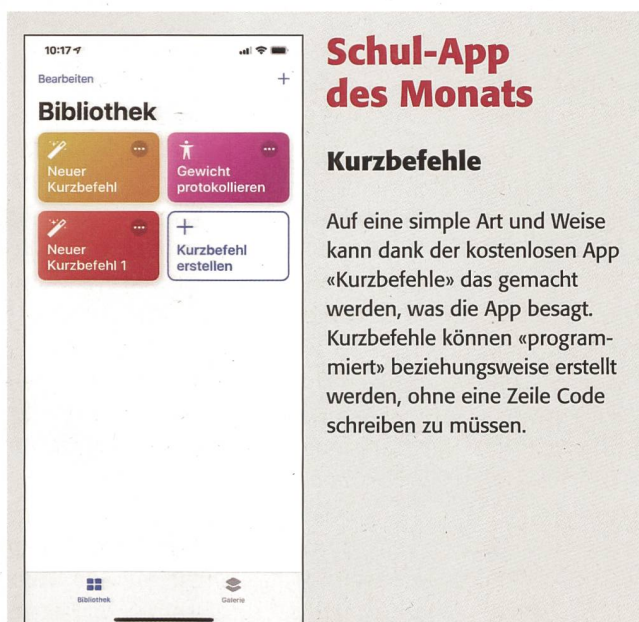 10:17
Bearbeiten
+
Bibliothek
Neuer
Kurzbefehl
Gewicht
protokollieren
Neuer
Kurzbefehl 1
Kurzbefehl
erstellen
Bibliothek
Galerie
Schul-App
des Monats
Kurzbefehle
Auf eine simple Art und Weise
kann dank der kostenlosen App
«Kurzbefehle» das gemacht
werden, was die App besagt.
Kurzbefehle können «program-
miert» beziehungsweise erstellt
werden, ohne eine Zeile Code
schreiben zu müssen.